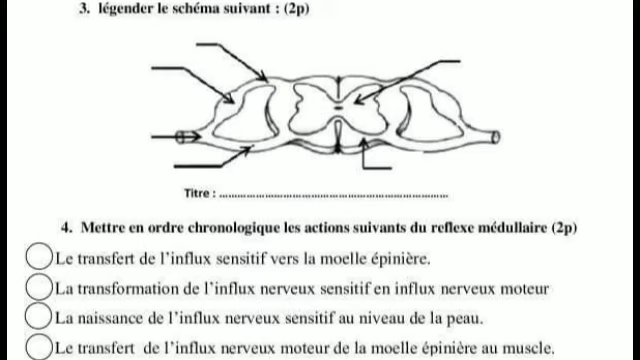 3. légender le schéma suivant : (2p)
Titre : ........................................................................
4. Mettre en ordre chronologique les actions suivants du reflexe médullaire (2p)
Le transfert de l'influx sensitif vers la moelle épinière.
La transformation de l'influx nerveux sensitif en influx nerveux moteur
La naissance de l'influx nerveux sensitif au niveau de la peau.
Le transfert de l'influx nerveux moteur de la moelle épinière au muscle.